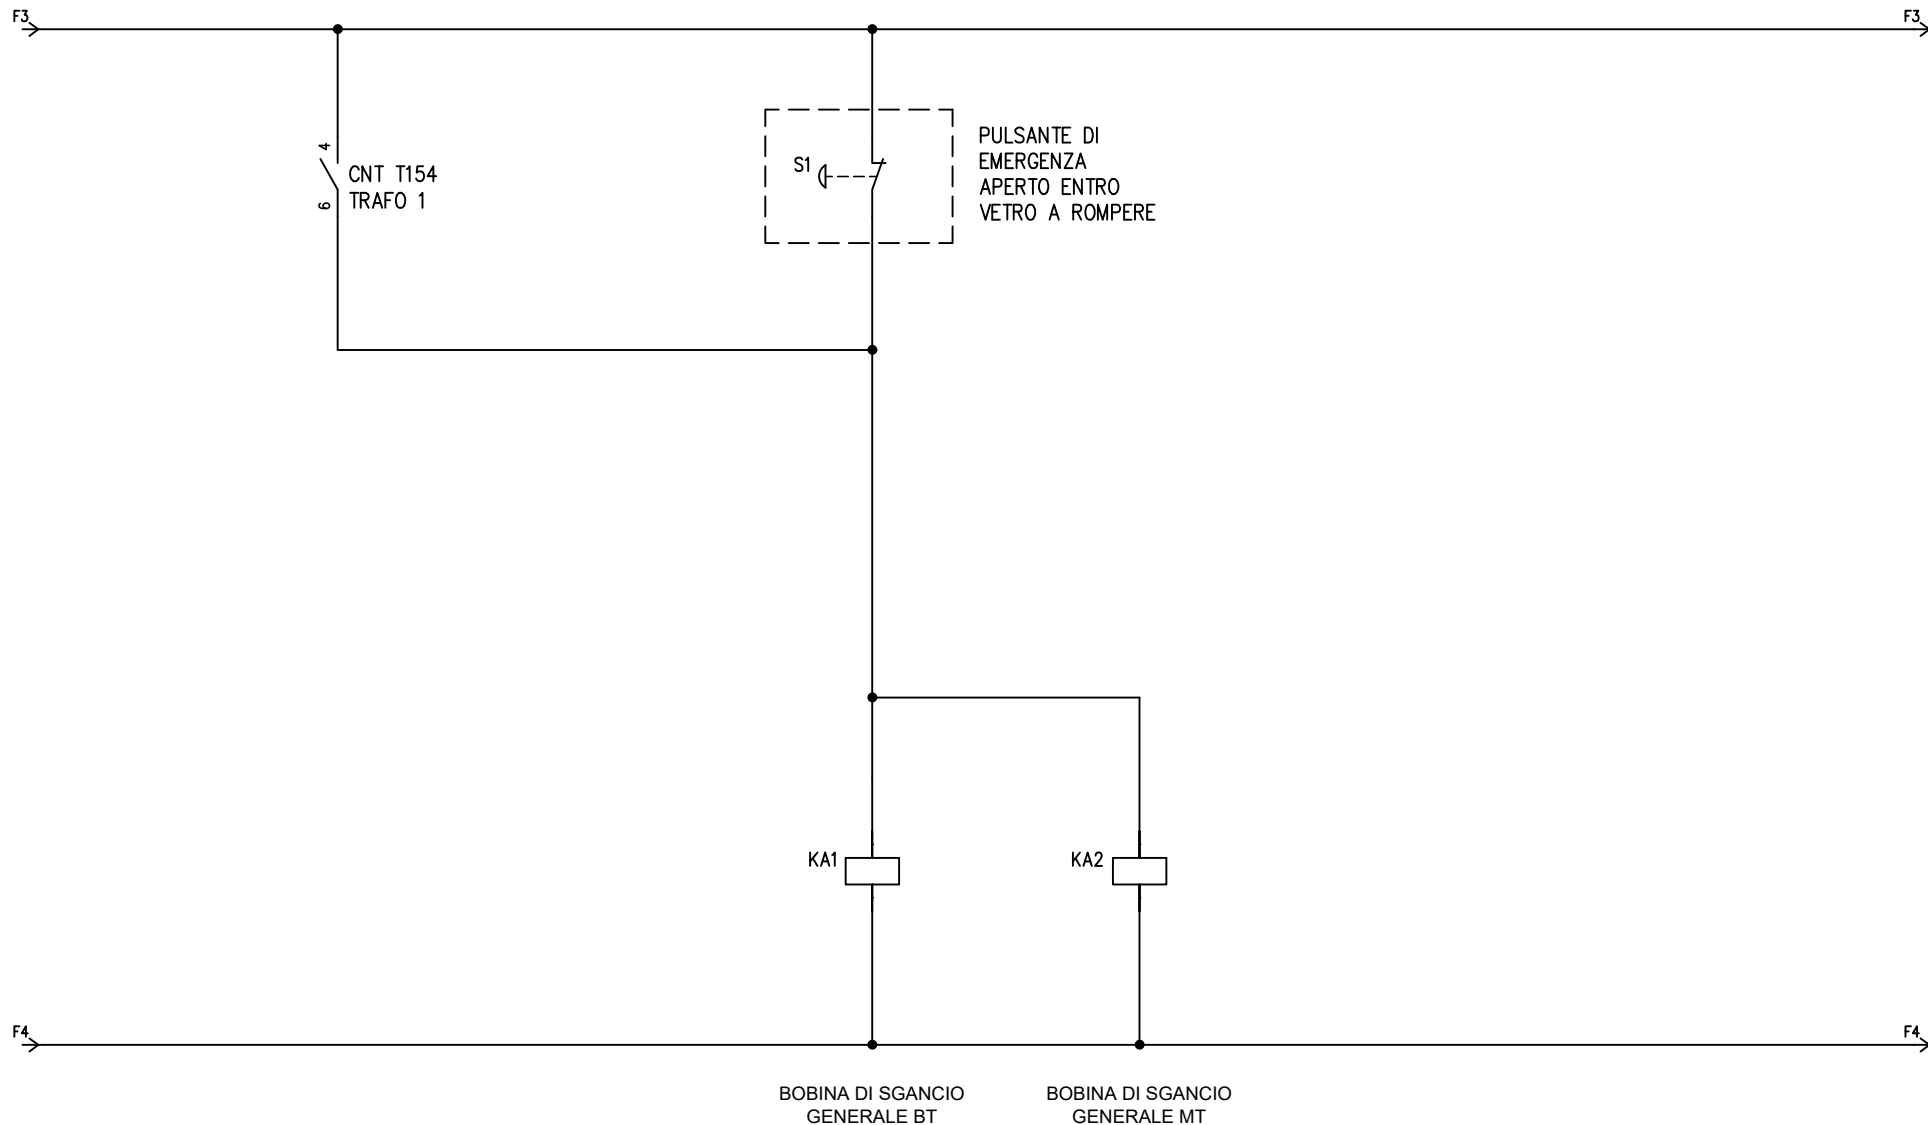 F3
F3
4
CNT T154
TRAFO 1
6
S1
PULSANTE DI
EMERGENZA
APERTO ENTRO
VETRO A ROMPERE
KA1
KA2
F4
F4
BOBINA DI SGANCIO
GENERALE BT
BOBINA DI SGANCIO
GENERALE MT